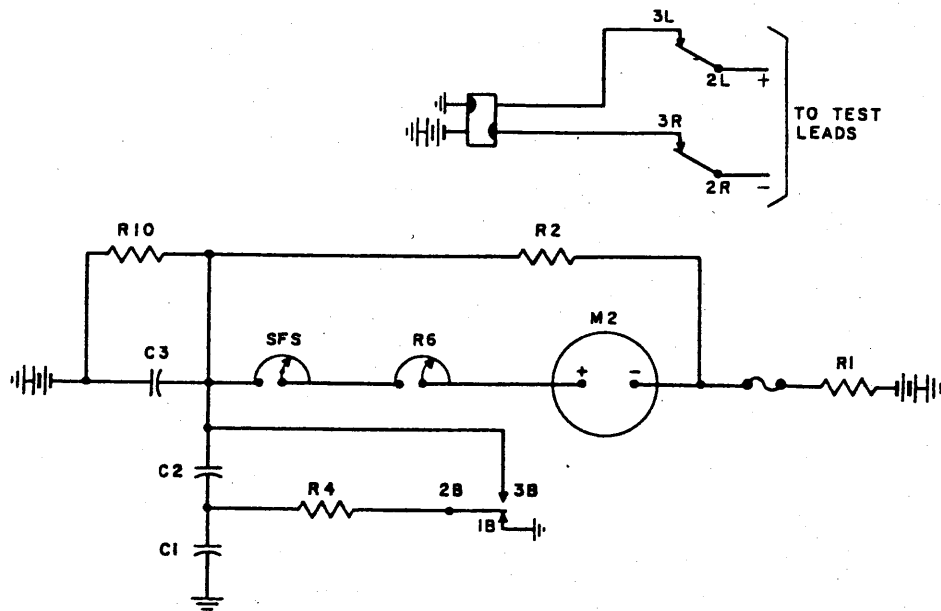 3L
2L
+
3R
TO TEST
LEADS
2R
−
R10
R2
M2
SFS
R6
C3
+
−
R1
C2
R4
2B
3B
1B
C1